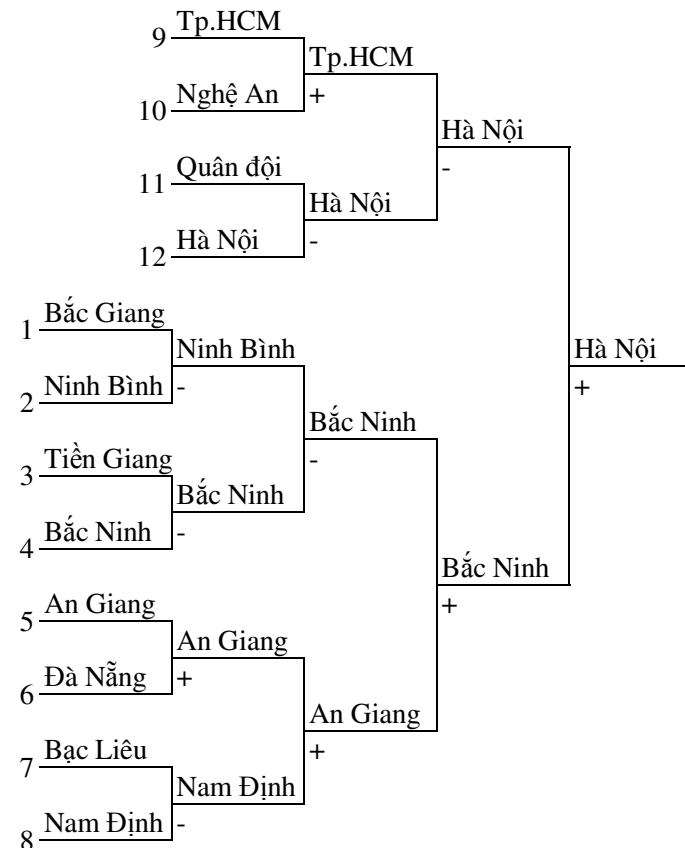 9 Tp.HCM
Tp.HCM
10 Nghệ An
+
Hà Nội
-
11 Quân đội
Hà Nội
12 Hà Nội
-
1 Bắc Giang
Ninh Bình
2 Ninh Bình
-
Hà Nội
+
Bắc Ninh
-
3 Tiền Giang
Bắc Ninh
4 Bắc Ninh
-
Bắc Ninh
+
5 An Giang
An Giang
6 Đà Nẵng
+
An Giang
+
7 Bạc Liêu
Nam Định
8 Nam Định
-